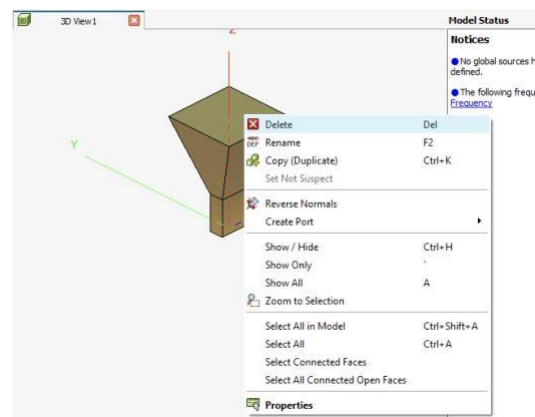 3D View1
Model Status
Z
Y
Notices
No global sources h
defined.
The following frequ
Frequency
Delete Del
Rename F2
Copy (Duplicate) Ctrl+K
Set Not Suspect
Reverse Normals
Create Port
Show / Hide Ctrl+H
Show Only `
Show All A
Zoom to Selection
Select All in Model Ctrl+Shift+A
Select All Ctrl+A
Select Connected Faces
Select All Connected Open Faces
Properties